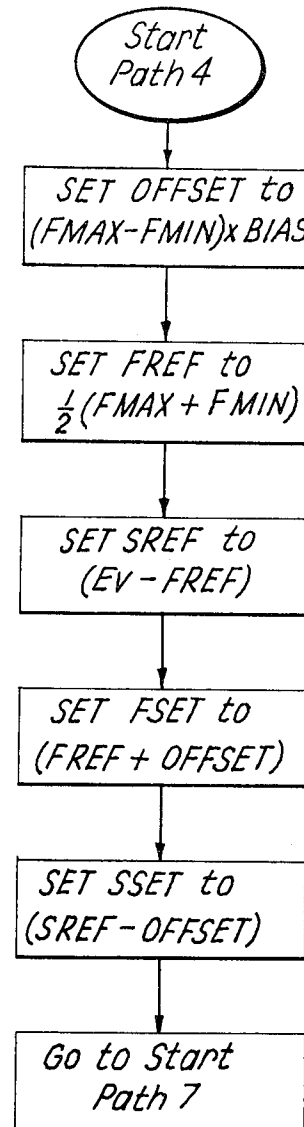 Start
Path 4
SET OFFSET to
(FMAX-FMIN)x BIAS
SET FREF to
1/2 (FMAX + FMIN)
SET SREF to
(EV - FREF)
SET FSET to
(FREF + OFFSET)
SET SSET to
(SREF - OFFSET)
Go to Start
Path 7